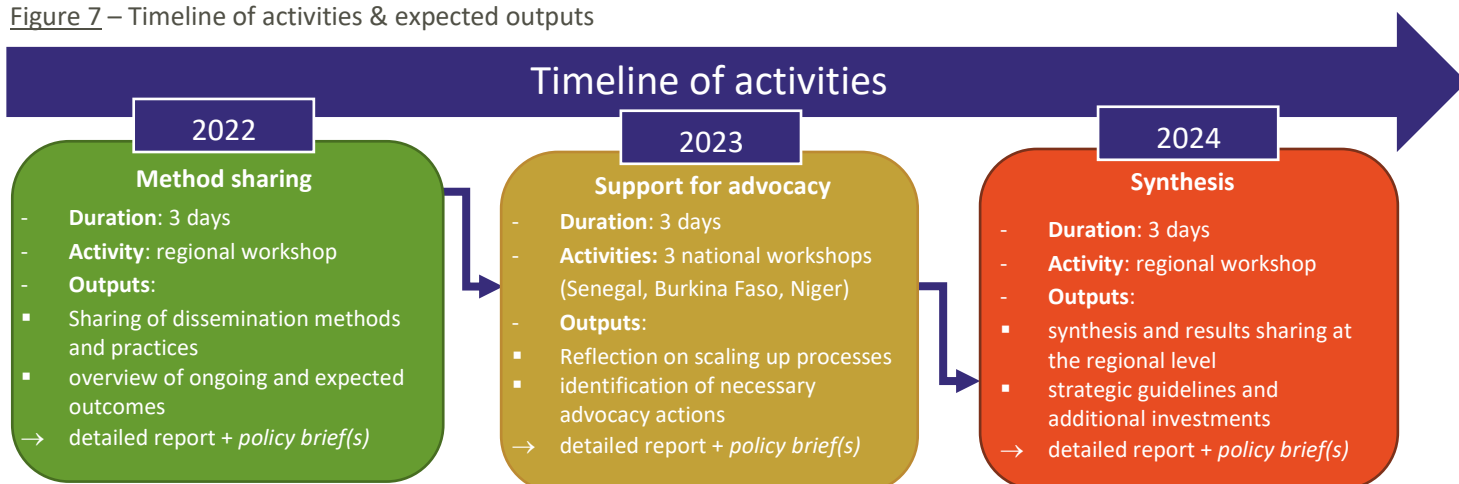 Figure 7 – Timeline of activities & expected outputs
Timeline of activities
2022
Method sharing
- Duration: 3 days
- Activity: regional workshop
- Outputs:
▪ Sharing of dissemination methods
and practices
▪ overview of ongoing and expected
outcomes
→ detailed report + policy brief(s)
2023
Support for advocacy
- Duration: 3 days
- Activities: 3 national workshops
(Senegal, Burkina Faso, Niger)
- Outputs:
▪ Reflection on scaling up processes
▪ identification of necessary
advocacy actions
→ detailed report + policy brief(s)
2024
Synthesis
- Duration: 3 days
- Activity: regional workshop
- Outputs:
▪ synthesis and results sharing at
the regional level
▪ strategic guidelines and
additional investments
→ detailed report + policy brief(s)